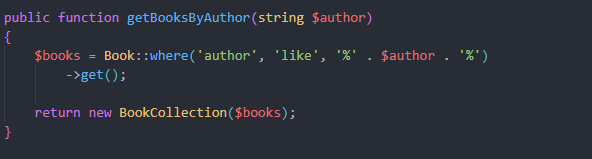 public function getBooksByAuthor(string $author)
{
    $books = Book::where('author', 'like', '%' . $author . '%')
        ->get();

    return new BookCollection($books);
}